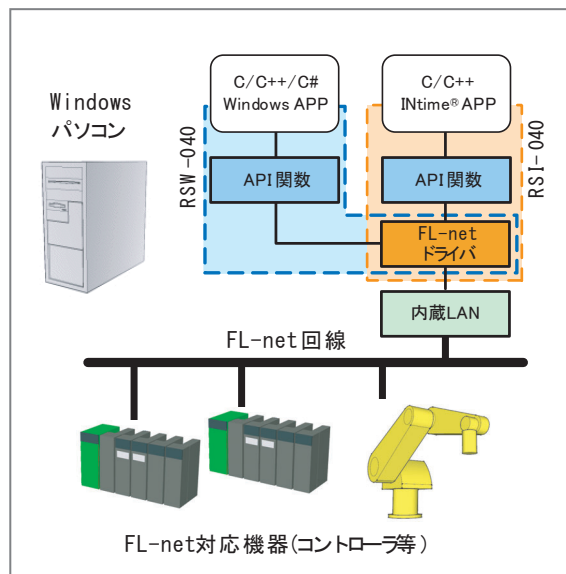 Windows
パソコン
C/C++/C#
Windows APP
C/C++
INtime® APP
RSW-040
RSI-040
API関数
API関数
FL-net
ドライバ
内蔵LAN
FL-net回線
FL-net対応機器(コントローラ等)